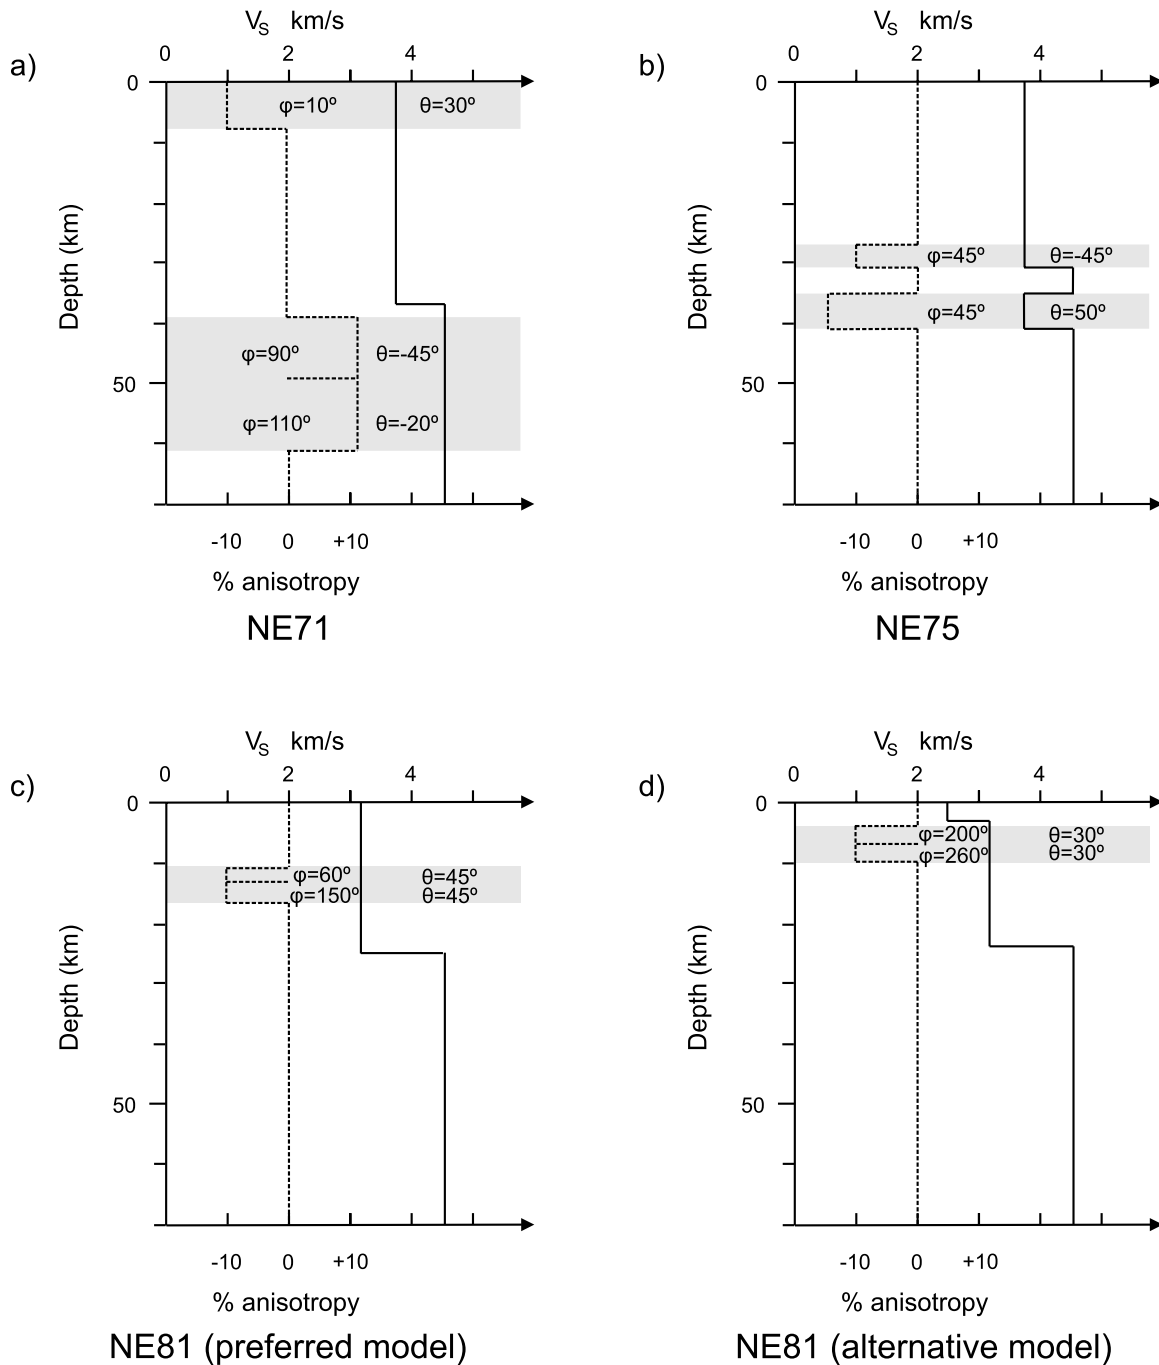 a)
V_S km/s
0 2 4
0
φ=10º θ=30º
φ=90º θ=-45º
50
φ=110º θ=-20º
Depth (km)
-10 0 +10
% anisotropy
NE71
b)
V_S km/s
0 2 4
0
φ=45º θ=-45º
φ=45º θ=50º
50
Depth (km)
-10 0 +10
% anisotropy
NE75
c)
V_S km/s
0 2 4
0
φ=60º θ=45º
φ=150º θ=45º
50
Depth (km)
-10 0 +10
% anisotropy
NE81 (preferred model)
d)
V_S km/s
0 2 4
0
φ=200º θ=30º
φ=260º θ=30º
50
Depth (km)
-10 0 +10
% anisotropy
NE81 (alternative model)